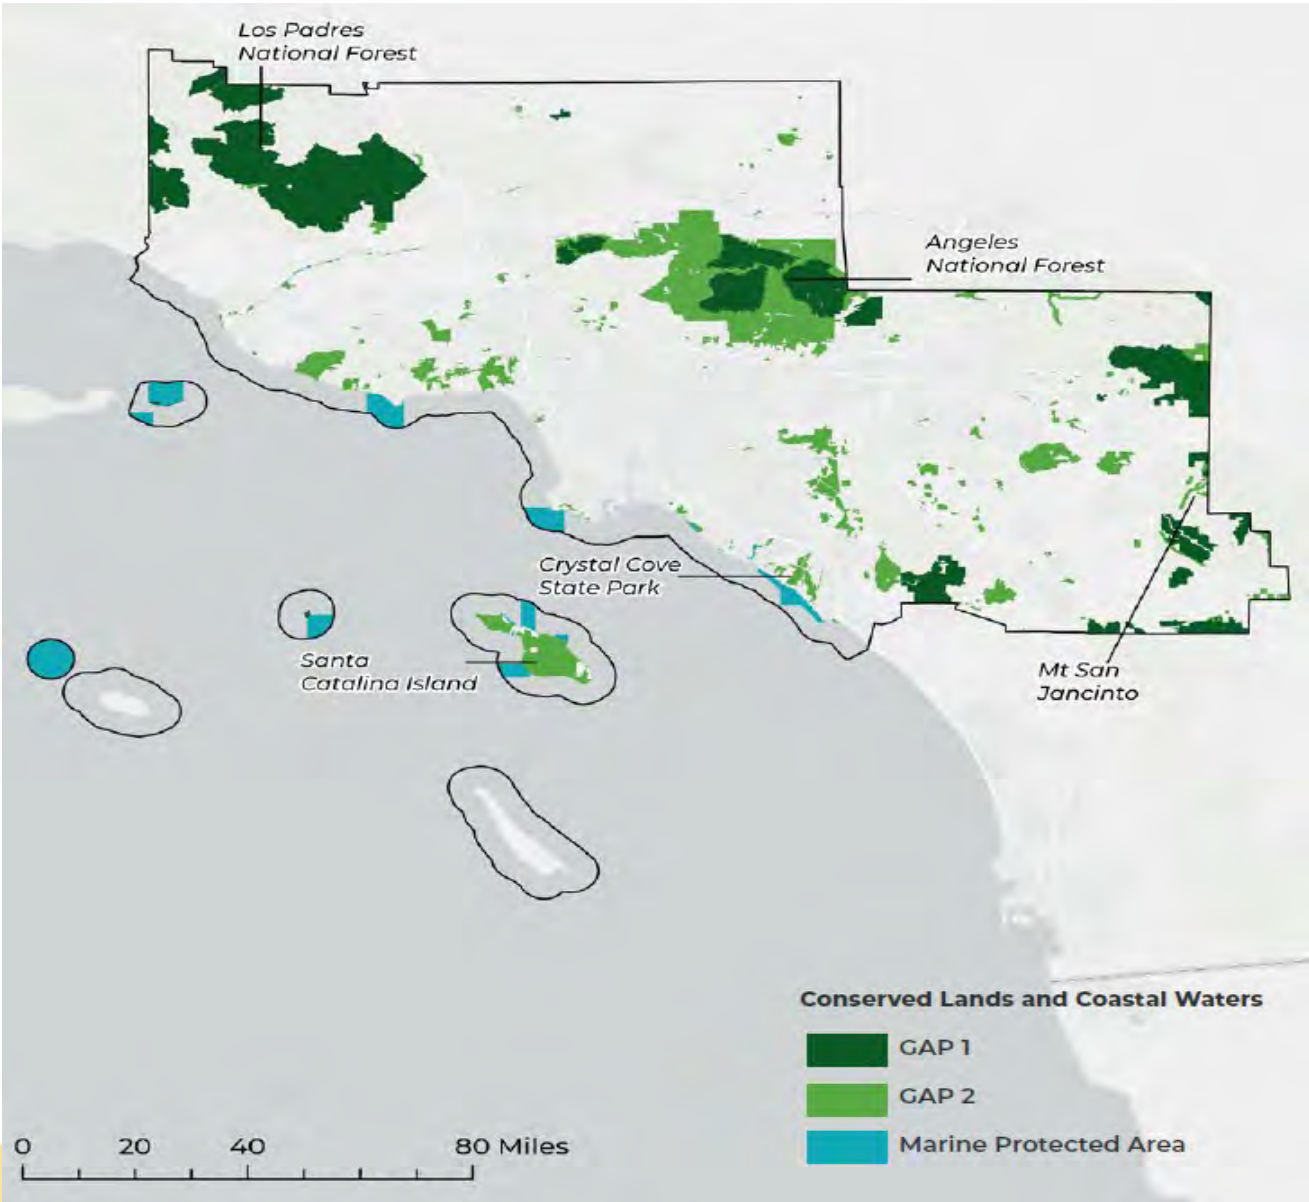 Los Padres
National Forest
Angeles
National Forest
Crystal Cove
State Park
Santa
Catalina Island
Mt San
Jancinto
Conserved Lands and Coastal Waters
GAP 1
GAP 2
Marine Protected Area
0 20 40 80 Miles